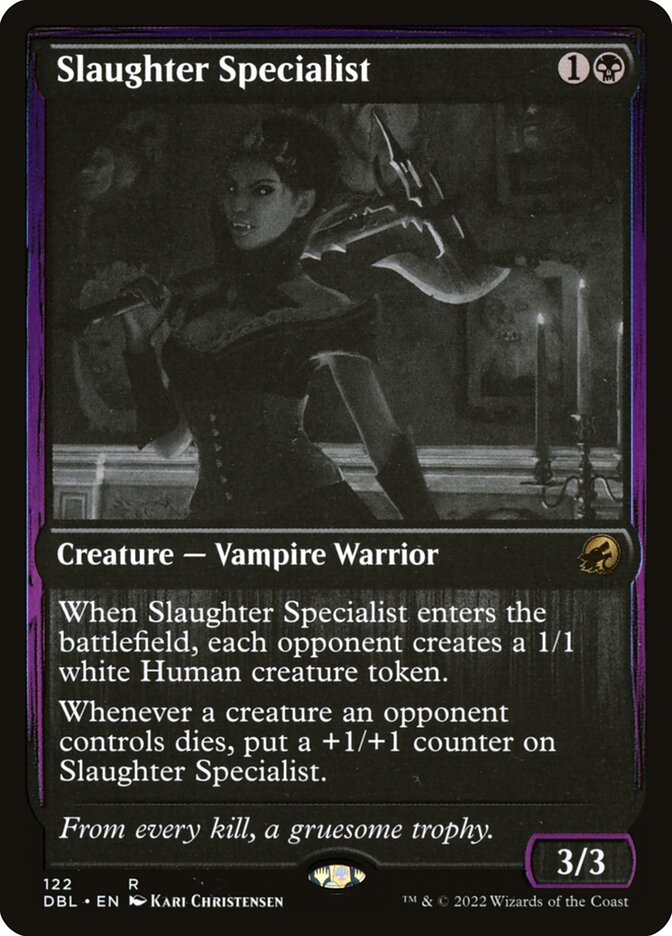 Slaughter Specialist 1
Creature — Vampire Warrior
When Slaughter Specialist enters the
battlefield, each opponent creates a 1/1
white Human creature token.
Whenever a creature an opponent
controls dies, put a +1/+1 counter on
Slaughter Specialist.
From every kill, a gruesome trophy.
3/3
122 R
DBL • EN Kari Christensen
™ & © 2022 Wizards of the Coast